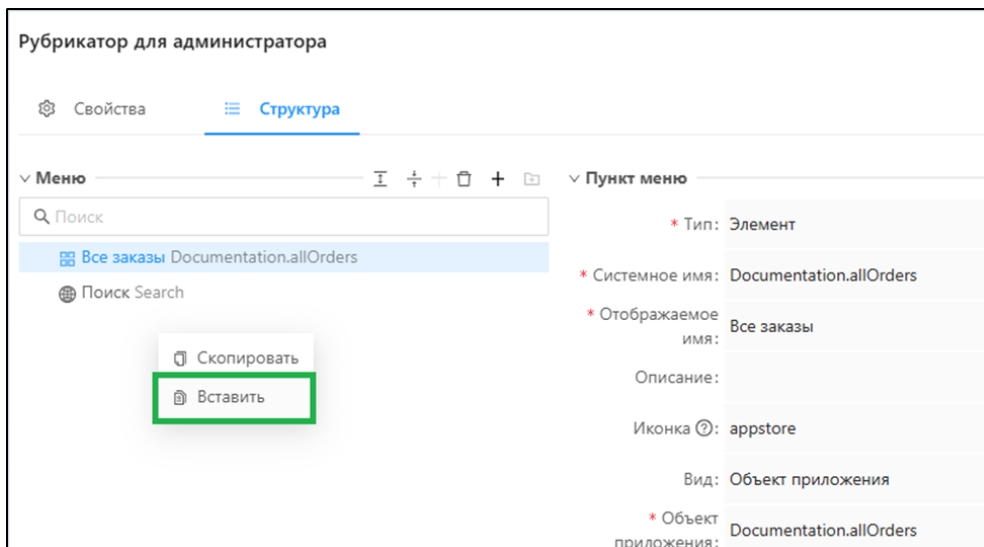 Рубрикатор для администратора
Свойства
Структура
Меню
Поиск
Все заказы Documentation.allOrders
Поиск Search
Скопировать
Вставить
Пункт меню
* Тип: Элемент
* Системное имя: Documentation.allOrders
* Отображаемое
имя: Все заказы
Описание:
Иконка ?: appstore
Вид: Объект приложения
* Объект
приложения: Documentation.allOrders